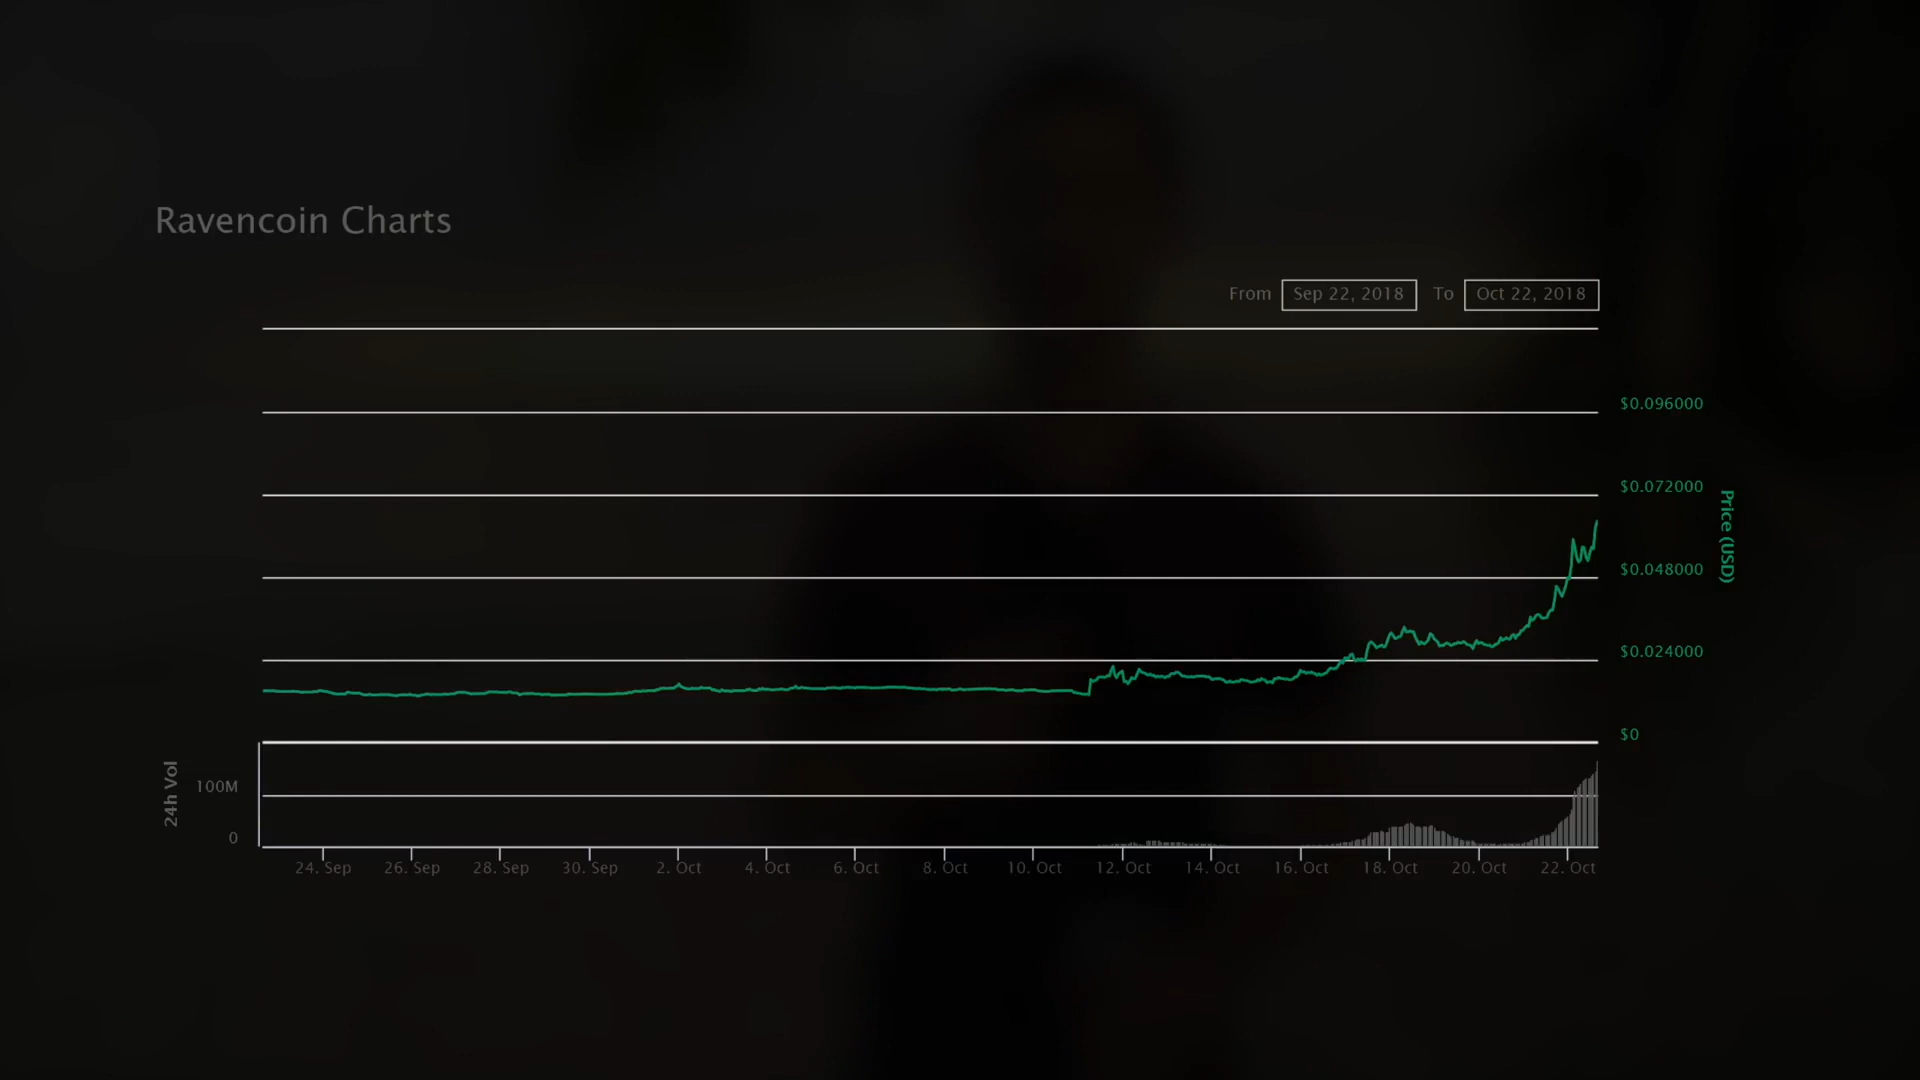 Ravencoin Charts
From Sep 22, 2018 To Oct 22, 2018
$0.096000
$0.072000
$0.048000
$0.024000
$0
Price (USD)
24h Vol
100M
0
24. Sep 26. Sep 28. Sep 30. Sep 2. Oct 4. Oct 6. Oct 8. Oct 10. Oct 12. Oct 14. Oct 16. Oct 18. Oct 20. Oct 22. Oct